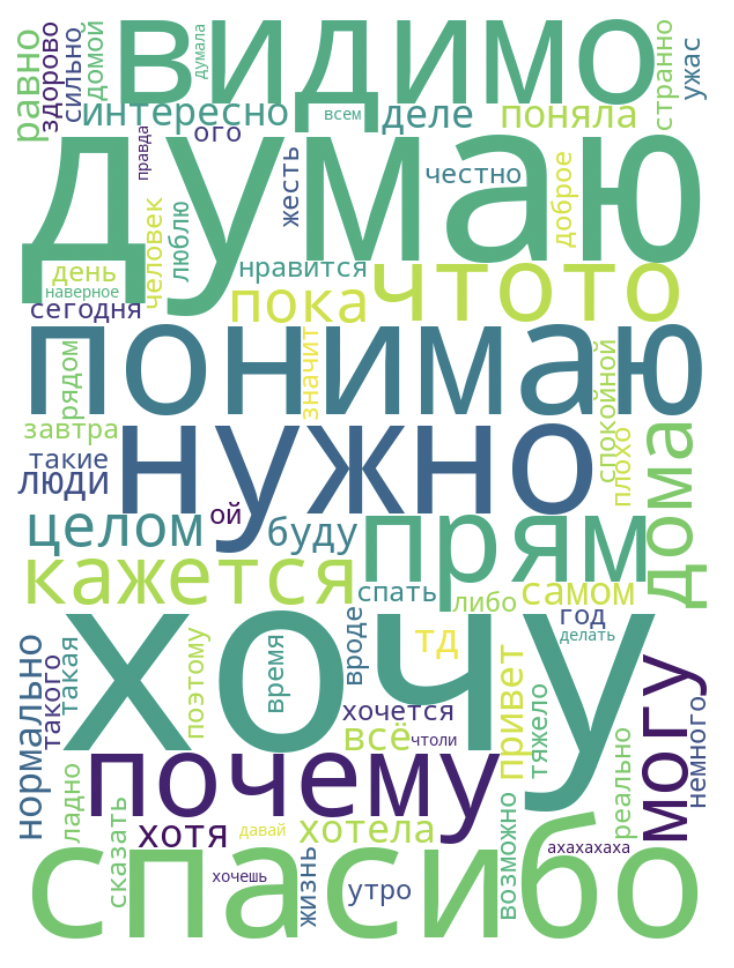 равно
здорово
сильно
домой
видимо
думала
странно
ужас
интересно
ого
всем
деле
поняла
правда
думаю
жесть
честно
доброе
человек
люблю
день
наверное
сегодня
нравится
пока
чтото
понимаю
рядом
значит
спокойной
завтра
такие
люди
нужно
плохо
дома
целом
ой
буду
прям
кажется
спать
либо
самом
год
делать
хочу
нормально
такого
такая
поэтому
время
вроде
тд
привет
тяжело
хочется
всё
чтоли
могу
немного
почему
ладно
сказать
хотя
давай
хотела
возможно
реально
ахахахаха
спасибо
хочешь
жизнь
утро